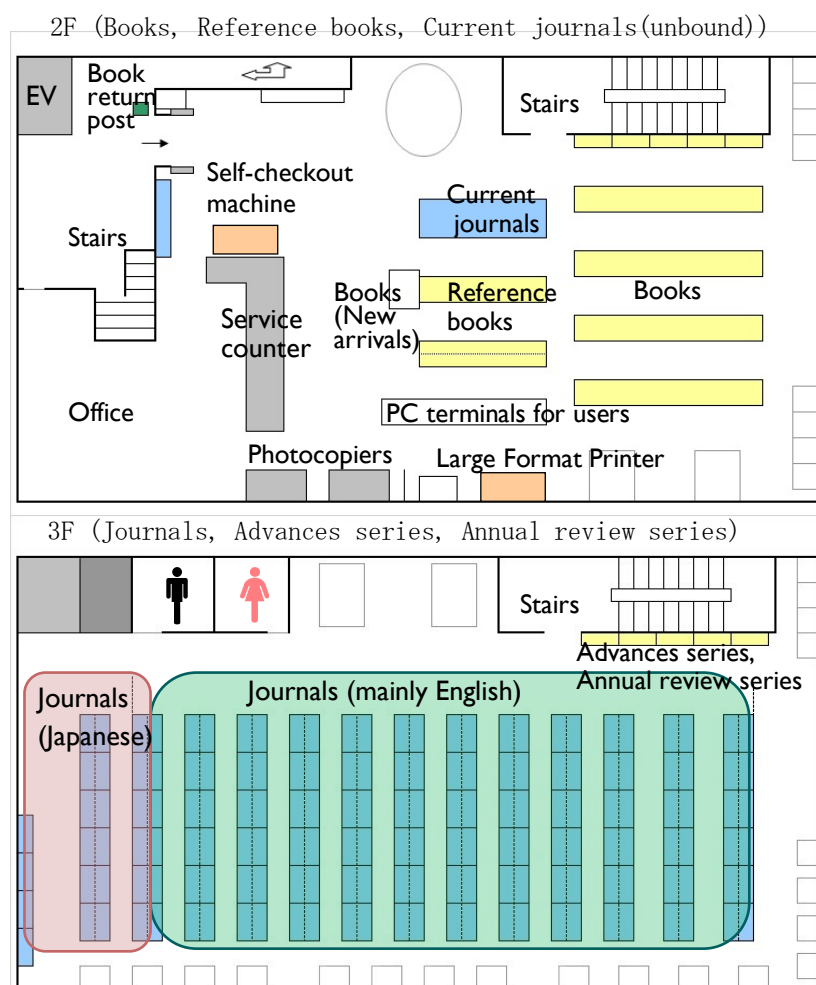 2F (Books, Reference books, Current journals(unbound))
EV
Book
return
post
Stairs
Self-checkout
machine
Current
journals
Stairs
Books
(New
arrivals)
Reference
books
Books
Service
counter
Office
PC terminals for users
Photocopiers
Large Format Printer
3F (Journals, Advances series, Annual review series)
Stairs
Advances series,
Annual review series
Journals
(Japanese)
Journals (mainly English)